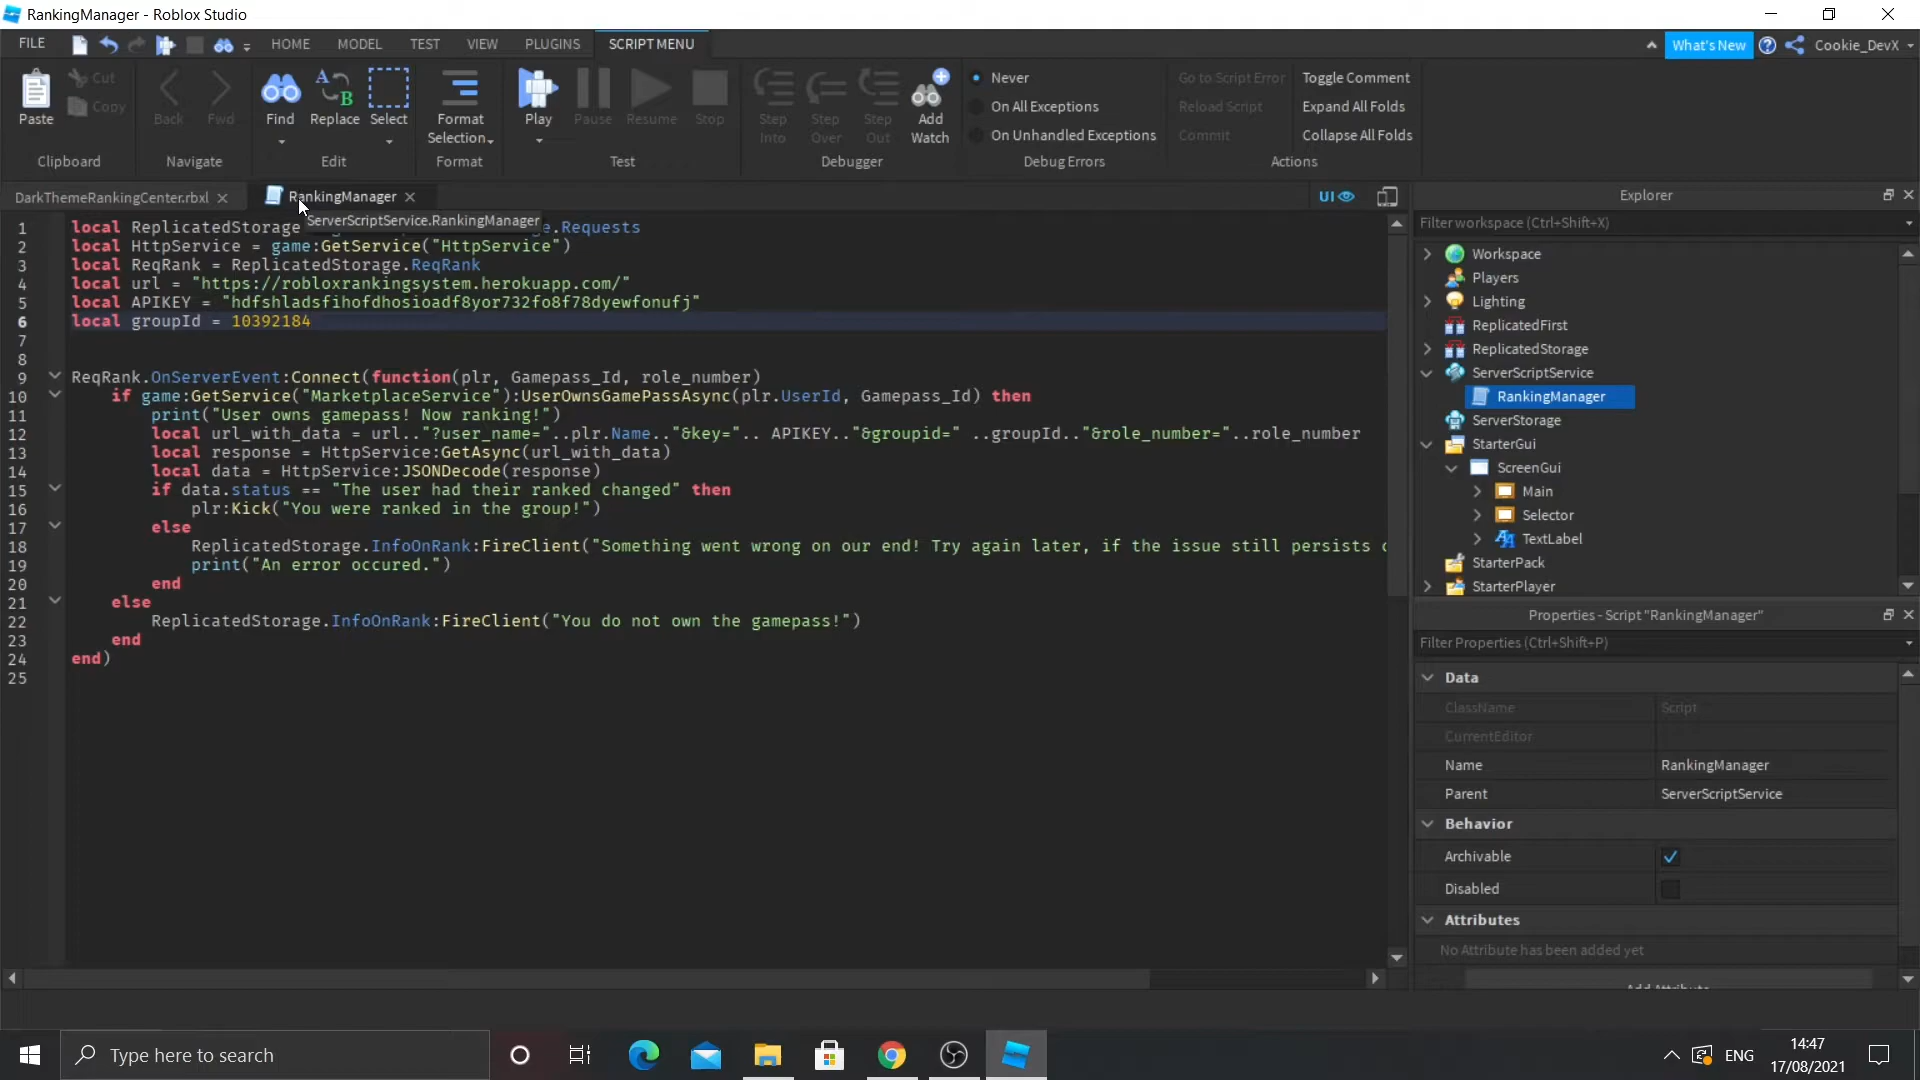 RankingManager - Roblox Studio
FILE HOME MODEL TEST VIEW PLUGINS SCRIPT MENU What's New Cookie_DevX
Paste Cut Copy Back Fwd Find Replace Select Format Selection Play Pause Resume Stop Step Into Step Over Step Out Add Watch
Never Go to Script Error Toggle Comment
On All Exceptions Reload Script Expand All Folds
On Unhandled Exceptions Commit Collapse All Folds
Clipboard Navigate Edit Format Test Debugger Debug Errors Actions
DarkThemeRankingCenter.rbxl RankingManager UI
ServerScriptService.RankingManager
1 local ReplicatedStorage e.Requests
2 local HttpService = game:GetService("HttpService")
3 local ReqRank = ReplicatedStorage.ReqRank
4 local url = "https://robloxrankingsystem.herokuapp.com/"
5 local APIKEY = "hdfshladsfihofdhosioadf8yor732fo8f78dyewfonufj"
6 local groupId = 10392184
7
8
9 ReqRank.OnServerEvent:Connect(function(plr, Gamepass_Id, role_number)
10 if game:GetService("MarketplaceService"):UserOwnsGamePassAsync(plr.UserId, Gamepass_Id) then
11 print("User owns gamepass! Now ranking!")
12 local url_with_data = url.."?user_name="..plr.Name.."&key=".. APIKEY.."&groupid=" ..groupId.."&role_number="..role_number
13 local response = HttpService:GetAsync(url_with_data)
14 local data = HttpService:JSONDecode(response)
15 if data.status == "The user had their ranked changed" then
16 plr:Kick("You were ranked in the group!")
17 else
18 ReplicatedStorage.InfoOnRank:FireClient("Something went wrong on our end! Try again later, if the issue still persists
19 print("An error occured.")
20 end
21 else
22 ReplicatedStorage.InfoOnRank:FireClient("You do not own the gamepass!")
23 end
24 end)
25
Explorer
Filter workspace (Ctrl+Shift+X)
Workspace
Players
Lighting
ReplicatedFirst
ReplicatedStorage
ServerScriptService
RankingManager
ServerStorage
StarterGui
ScreenGui
Main
Selector
TextLabel
StarterPack
StarterPlayer
Properties - Script "RankingManager"
Filter Properties (Ctrl+Shift+P)
Data
ClassName Script
CurrentEditor
Name RankingManager
Parent ServerScriptService
Behavior
Archivable
Disabled
Attributes
No Attribute has been added yet
Add Attribute
Type here to search
ENG
14:47
17/08/2021